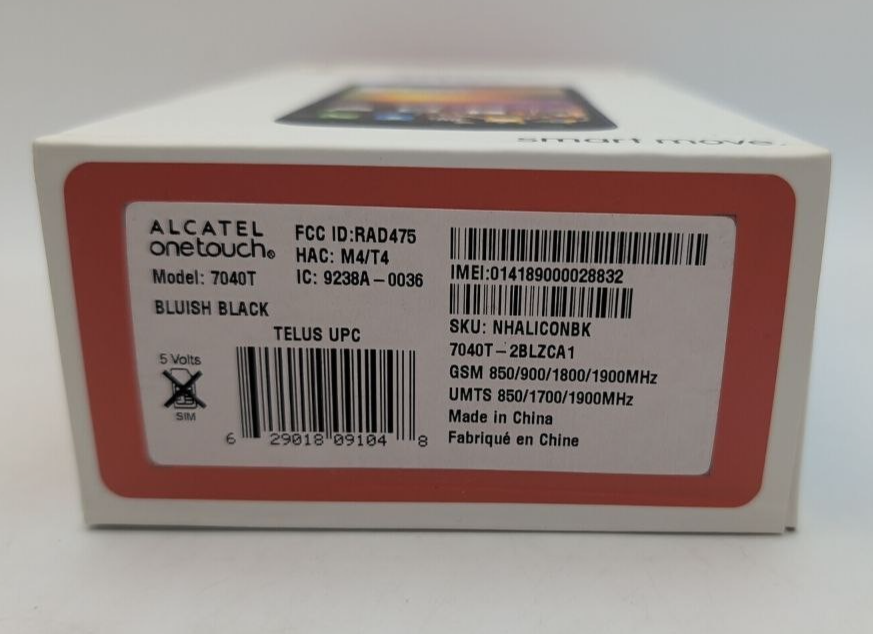 smart move.
ALCATEL
onetouch®
Model: 7040T
BLUISH BLACK
FCC ID:RAD475
HAC: M4/T4
IC: 9238A-0036
TELUS UPC
5 Volts
SIM
6 29018 09104 8
IMEI:014189000028832
SKU: NHALICONBK
7040T-2BLZCA1
GSM 850/900/1800/1900MHz
UMTS 850/1700/1900MHz
Made in China
Fabriqué en Chine